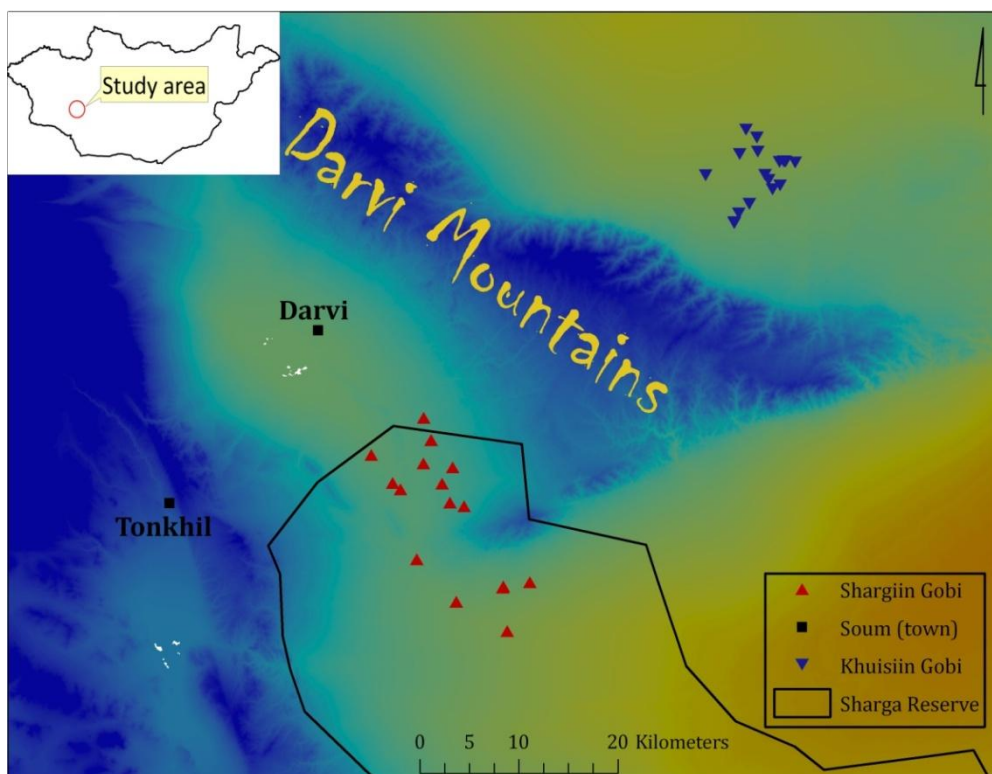 Study area
Darvi Mountains
Darvi
Tonkhil
Shargiin Gobi
Soum (town)
Khuisiin Gobi
Sharga Reserve
0 5 10 20 Kilometers